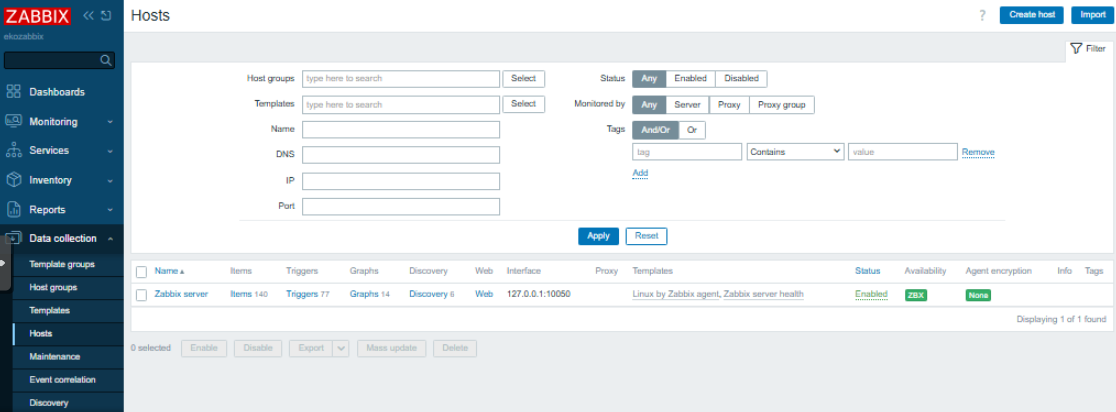 ZABBIX
ekozabbix
Dashboards
Monitoring
Services
Inventory
Reports
Data collection
Template groups
Host groups
Templates
Hosts
Maintenance
Event correlation
Discovery
Hosts
? Create host Import
Filter
Host groups type here to search Select
Templates type here to search Select
Name
DNS
IP
Port
Status Any Enabled Disabled
Monitored by Any Server Proxy Proxy group
Tags And/Or Or
tag Contains value Remove
Add
Apply Reset
Name Items Triggers Graphs Discovery Web Interface Proxy Templates Status Availability Agent encryption Info Tags
Zabbix server Items 140 Triggers 77 Graphs 14 Discovery 6 Web 127.0.0.1:10050 Linux by Zabbix agent, Zabbix server health Enabled ZBX None
Displaying 1 of 1 found
0 selected Enable Disable Export Mass update Delete